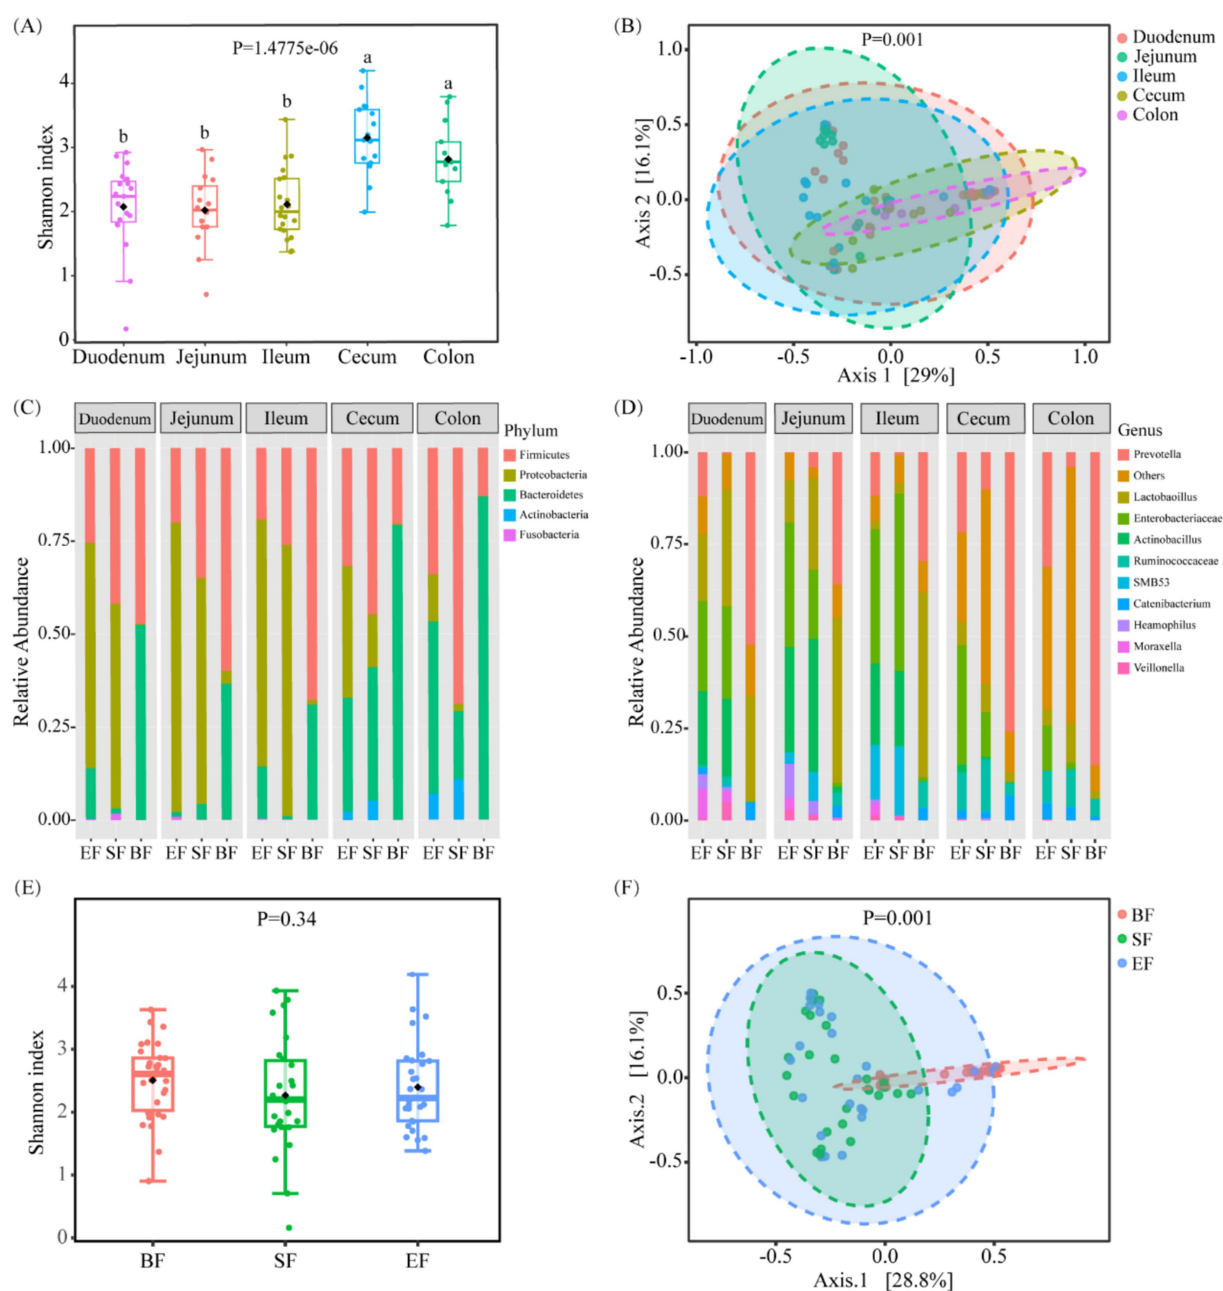 (A)
P=1.4775e-06
a
a
b
b
b
Shannon index
4
3
2
1
0
Duodenum
Jejunum
Ileum
Cecum
Colon
(B)
P=0.001
Axis 2 [16.1%]
1.0
0.5
0.0
-0.5
-1.0
-0.5
0.0
0.5
1.0
Axis 1 [29%]
Duodenum
Jejunum
Ileum
Cecum
Colon
(C)
Duodenum
Jejunum
Ileum
Cecum
Colon
Relative Abundance
1.00
0.75
0.50
0.25
0.00
EF SF BF
EF SF BF
EF SF BF
EF SF BF
EF SF BF
Phylum
Firmicutes
Proteobacteria
Bacteroidetes
Actinobacteria
Fusobacteria
(D)
Duodenum
Jejunum
Ileum
Cecum
Colon
Relative Abundance
1.00
0.75
0.50
0.25
0.00
EF SF BF
EF SF BF
EF SF BF
EF SF BF
EF SF BF
Genus
Prevotella
Others
Lactobaoillus
Enterobacteriaceae
Actinobacillus
Ruminococcaceae
SMB53
Catenibacterium
Heamophilus
Moraxella
Veillonella
(E)
P=0.34
Shannon index
4
3
2
1
0
BF
SF
EF
(F)
P=0.001
Axis.2 [16.1%]
0.5
0.0
-0.5
-0.5
0.0
0.5
Axis.1 [28.8%]
BF
SF
EF